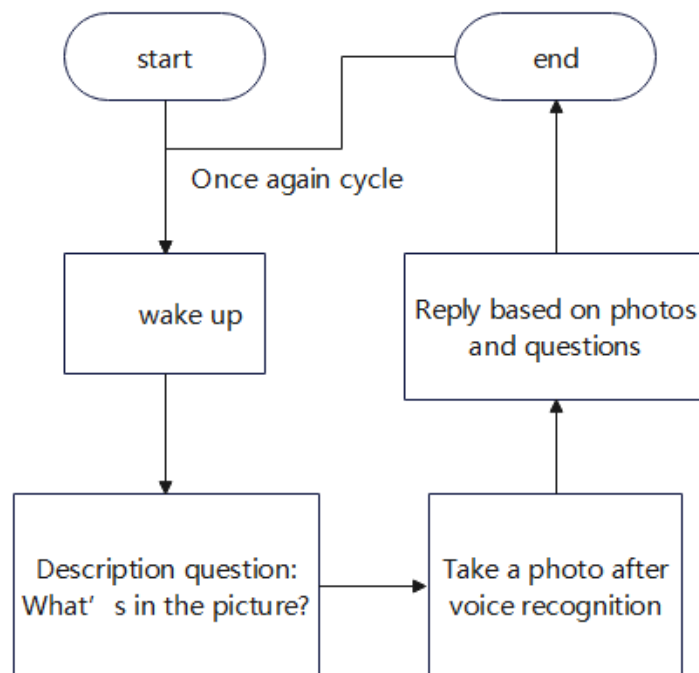 start
end
Once again cycle
wake up
Reply based on photos
and questions
Description question:
What’s in the picture?
Take a photo after
voice recognition